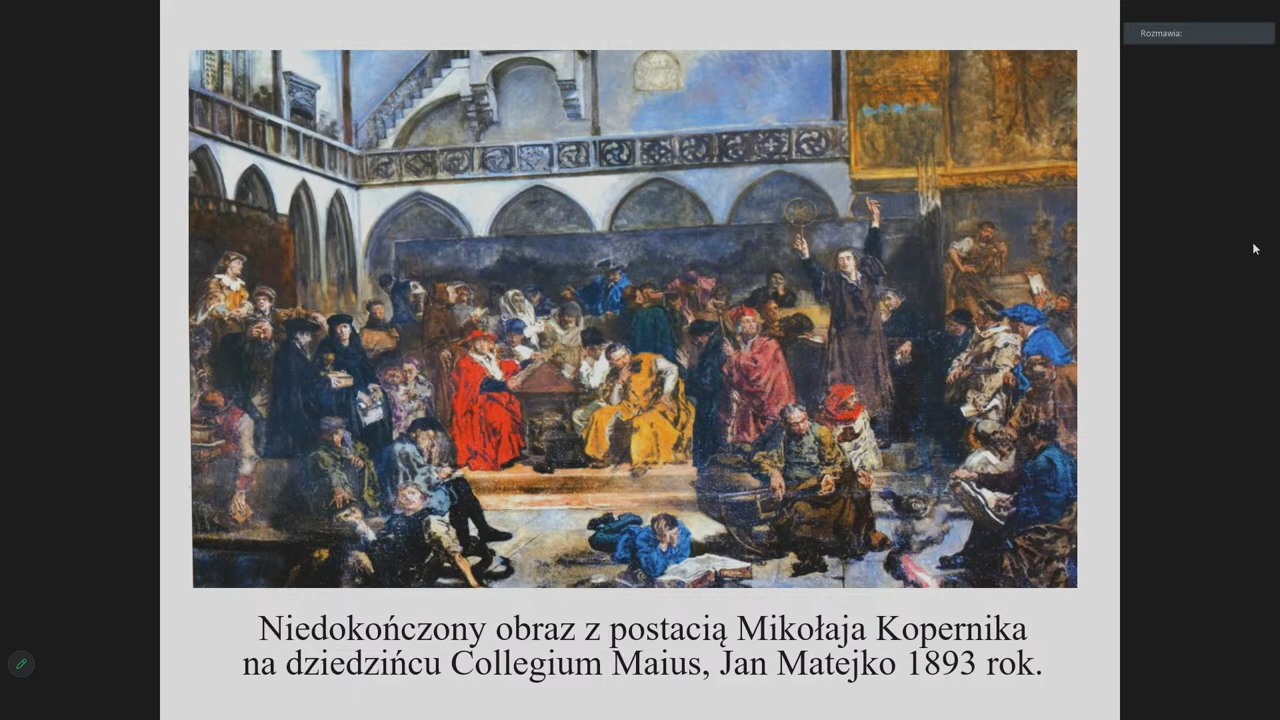 Rozmawia:
Niedokończony obraz z postacią Mikołaja Kopernika
na dziedzińcu Collegium Maius, Jan Matejko 1893 rok.